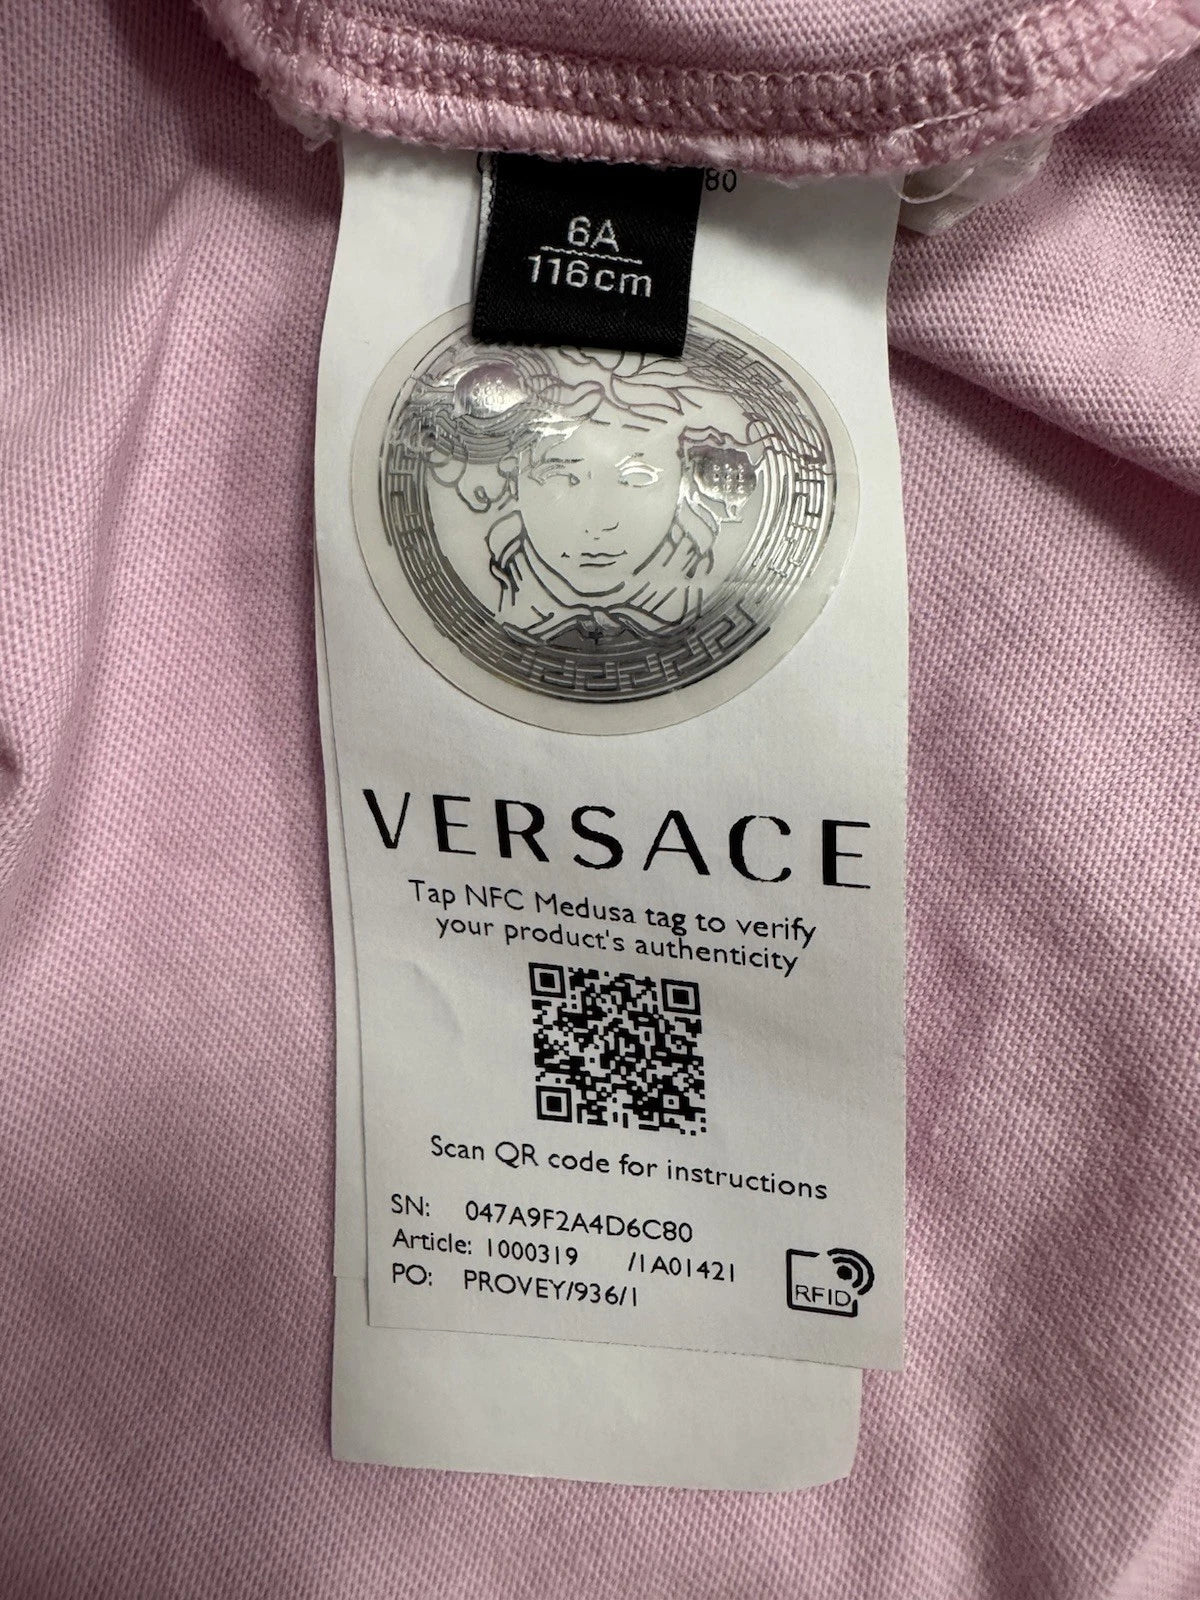 80
6A
116cm
VERSACE
Tap NFC Medusa tag to verify
your product's authenticity
Scan QR code for instructions
SN: 047A9F2A4D6C80
Article: 1000319 /1A01421
PO: PROVEY/936/1
RFID